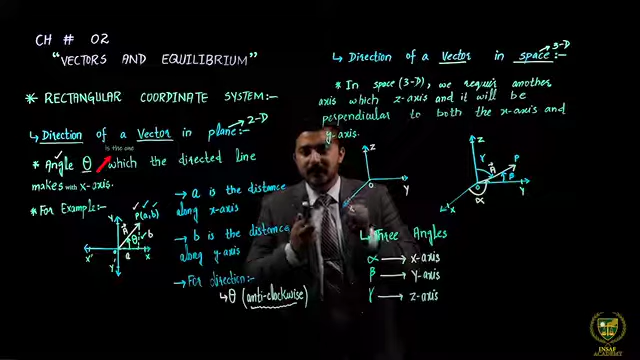 CH # 02
"VECTORS AND EQUILIBRIUM"
* RECTANGULAR COORDINATE SYSTEM:-
↳ Direction of a Vector in plane:- → 2-D
* Angle θ is the one which the directed line
makes with x-axis.
* For Example:-
P(a,b)
Y
A
θ
b
X'
O
a
X
Y'
→ a is the distance
along x-axis
→ b is the distance
along y-axis
→ For direction:-
↳ θ (anti-clockwise)
↳ Direction of a Vector in space:- → 3-D
* In space (3-D), we require another
axis which z-axis and it will be
perpendicular to both the x-axis and
y-axis.
Z
O
Y
X
Z
P
A
γ
β
O
Y
α
X
↳ Three Angles
α → x-axis
β → y-axis
γ → z-axis
INSAF
ACADEMY